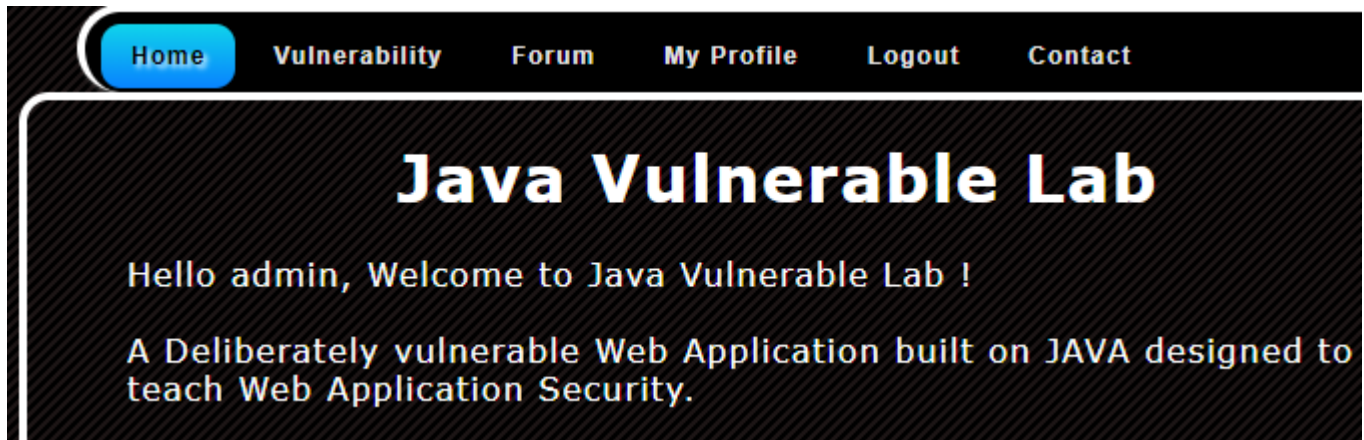 Home Vulnerability Forum My Profile Logout Contact
Java Vulnerable Lab
Hello admin, Welcome to Java Vulnerable Lab !
A Deliberately vulnerable Web Application built on JAVA designed to
teach Web Application Security.